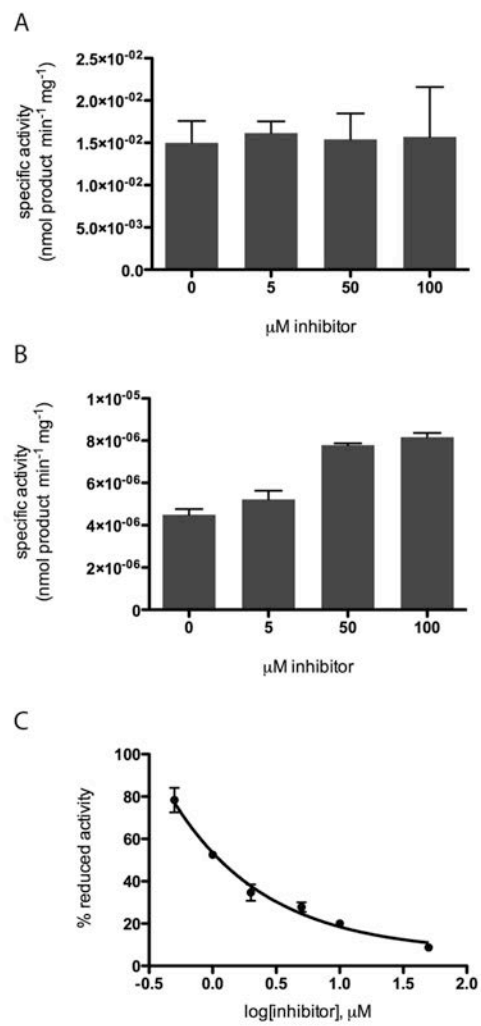 A
specific activity
(nmol product min⁻¹ mg⁻¹)
2.5×10⁻⁰²
2.0×10⁻⁰²
1.5×10⁻⁰²
1.0×10⁻⁰²
5.0×10⁻⁰³
0.0
0 5 50 100
µM inhibitor
B
specific activity
(nmol product min⁻¹ mg⁻¹)
1×10⁻⁰⁵
8×10⁻⁰⁶
6×10⁻⁰⁶
4×10⁻⁰⁶
2×10⁻⁰⁶
0
0 5 50 100
µM inhibitor
C
% reduced activity
100
80
60
40
20
0
-0.5 0.0 0.5 1.0 1.5 2.0
log[inhibitor], µM